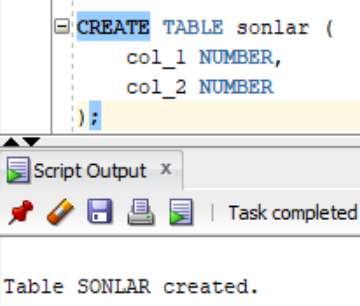 CREATE TABLE sonlar (
col_1 NUMBER,
col_2 NUMBER
);
Script Output x
Task completed
Table SONLAR created.